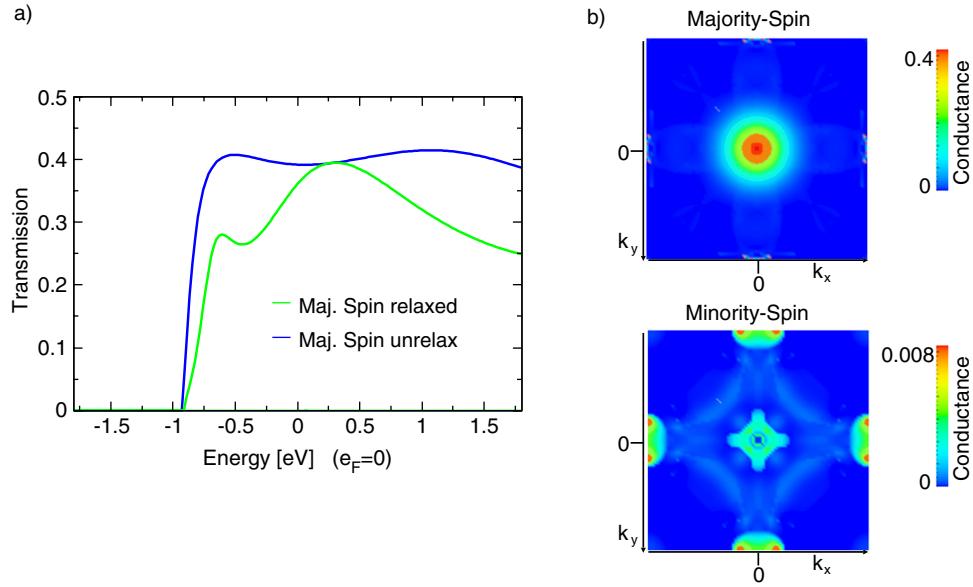 a)
Transmission
0.5
0.4
0.3
0.2
0.1
0
-1.5
-1
-0.5
0
0.5
1
1.5
Energy [eV] (e_F=0)
Maj. Spin relaxed
Maj. Spin unrelax
b)
Majority-Spin
0
k_y
0
k_x
0.4
0
Conductance
Minority-Spin
0
k_y
0
k_x
0.008
0
Conductance